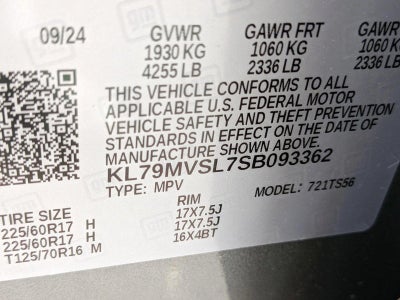 09/24 GVWR GAWR FRT GAWR
1930 KG 1060 KG 1060 K
4255 LB 2336 LB 2336 LB
THIS VEHICLE CONFORMS TO ALL
APPLICABLE U.S. FEDERAL MOTOR
VEHICLE SAFETY AND THEFT PREVENTION
STANDARDS IN EFFECT ON THE DATE OF
MANUFACTURE SHOWN ABOVE.
KL79MVSL7SB093362
TYPE: MPV MODEL: 721TS56
TIRE SIZE RIM
225/60R17 H 17X7.5J
225/60R17 H 17X7.5J
T125/70R16 M 16X4BT